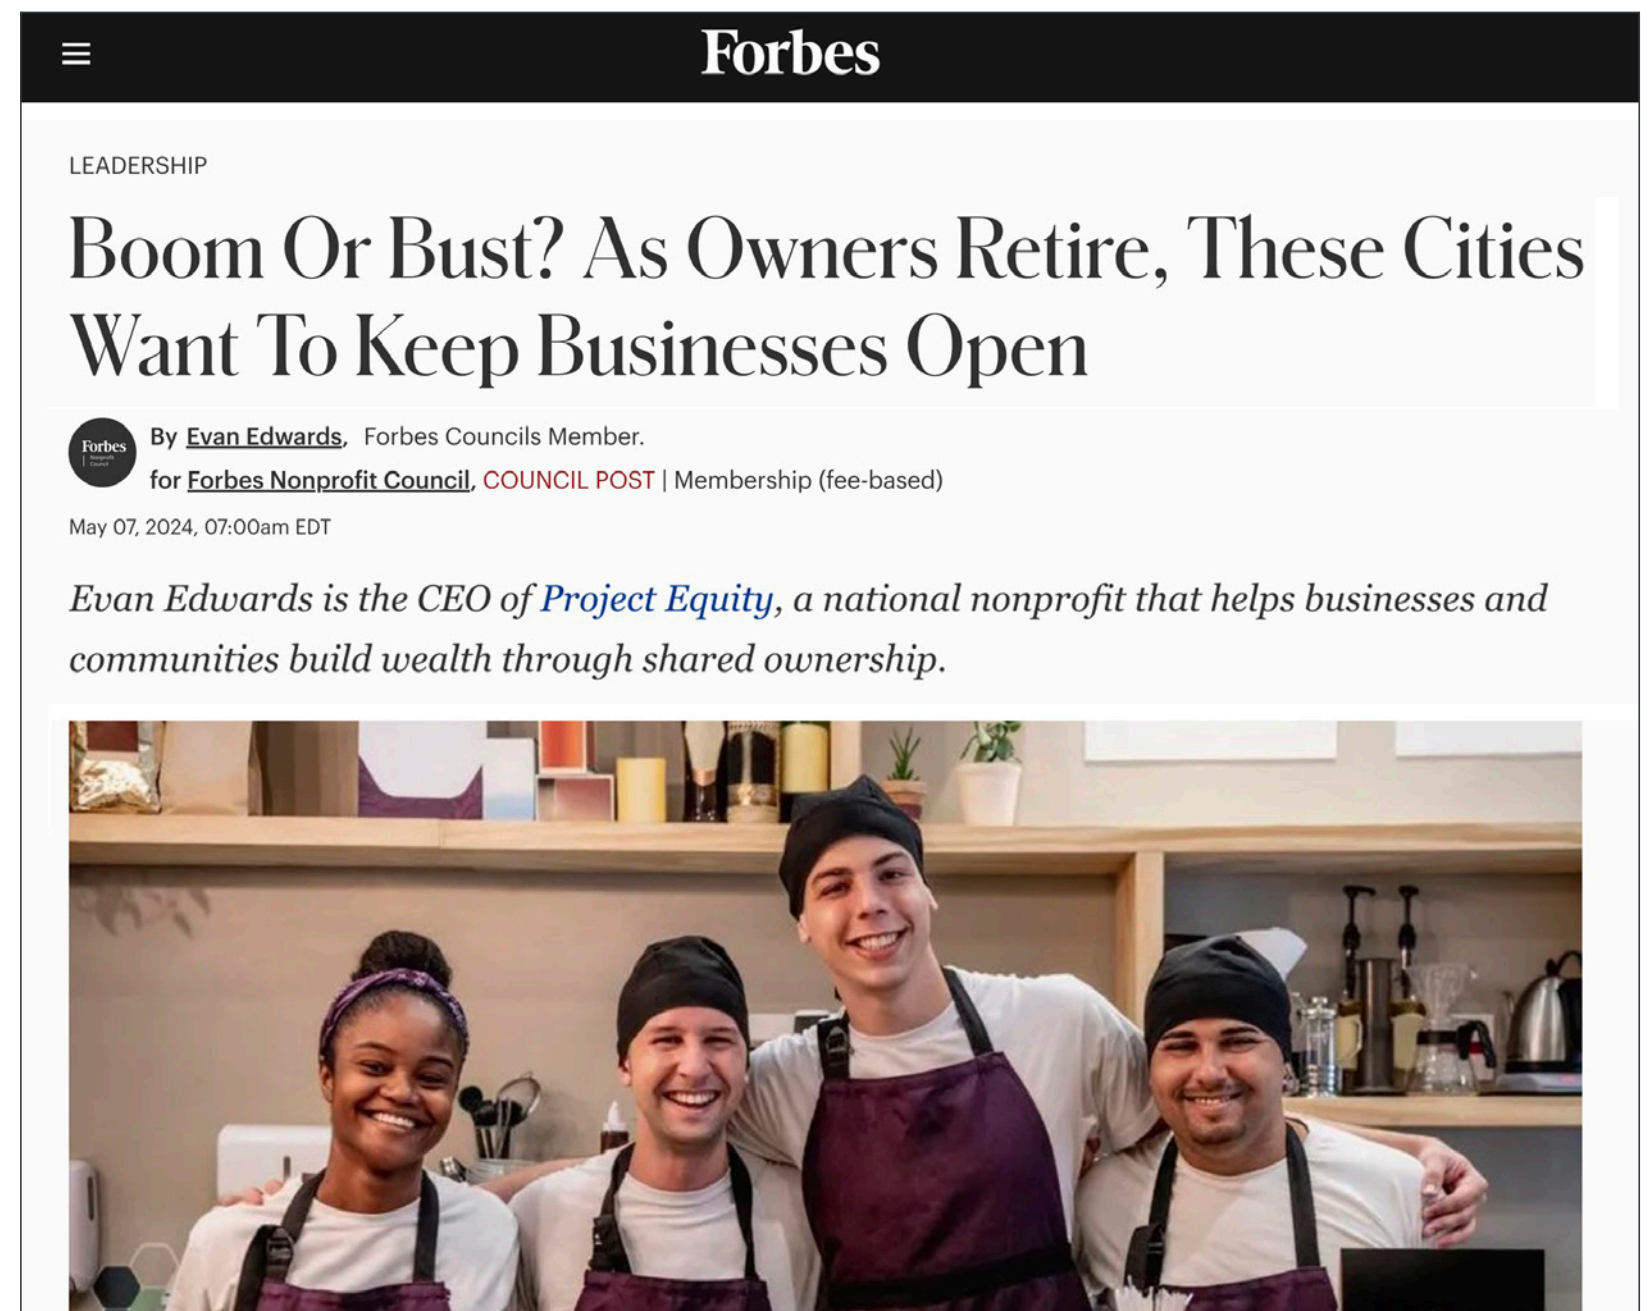 Forbes
LEADERSHIP
Boom Or Bust? As Owners Retire, These Cities
Want To Keep Businesses Open
Forbes
Nonprofit
Council
By Evan Edwards, Forbes Councils Member.
for Forbes Nonprofit Council, COUNCIL POST | Membership (fee-based)
May 07, 2024, 07:00am EDT
Evan Edwards is the CEO of Project Equity, a national nonprofit that helps businesses and
communities build wealth through shared ownership.